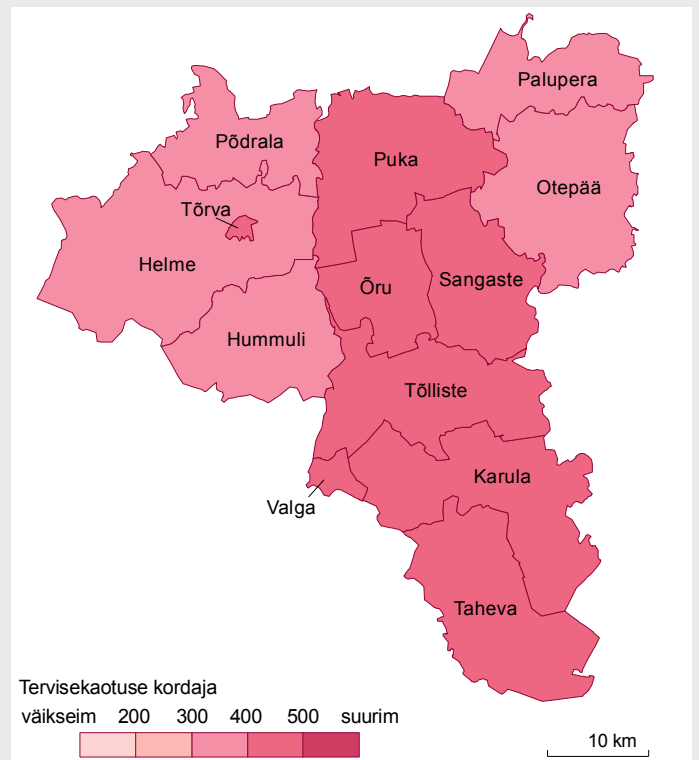 Palupera
Põdrala
Puka
Otepää
Tõrva
Helme
Õru
Sangaste
Hummuli
Tõlliste
Karula
Valga
Taheva
Tervisekaotuse kordaja
väikseim 200 300 400 500 suurim
10 km